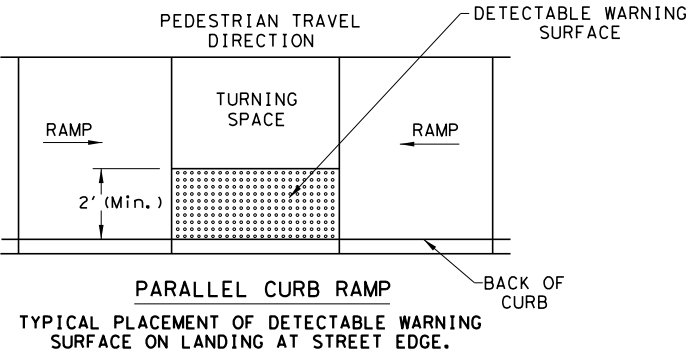 PEDESTRIAN TRAVEL
DIRECTION
DETECTABLE WARNING
SURFACE
TURNING
SPACE
RAMP
RAMP
2' (Min.)
BACK OF
CURB
PARALLEL CURB RAMP
TYPICAL PLACEMENT OF DETECTABLE WARNING
SURFACE ON LANDING AT STREET EDGE.